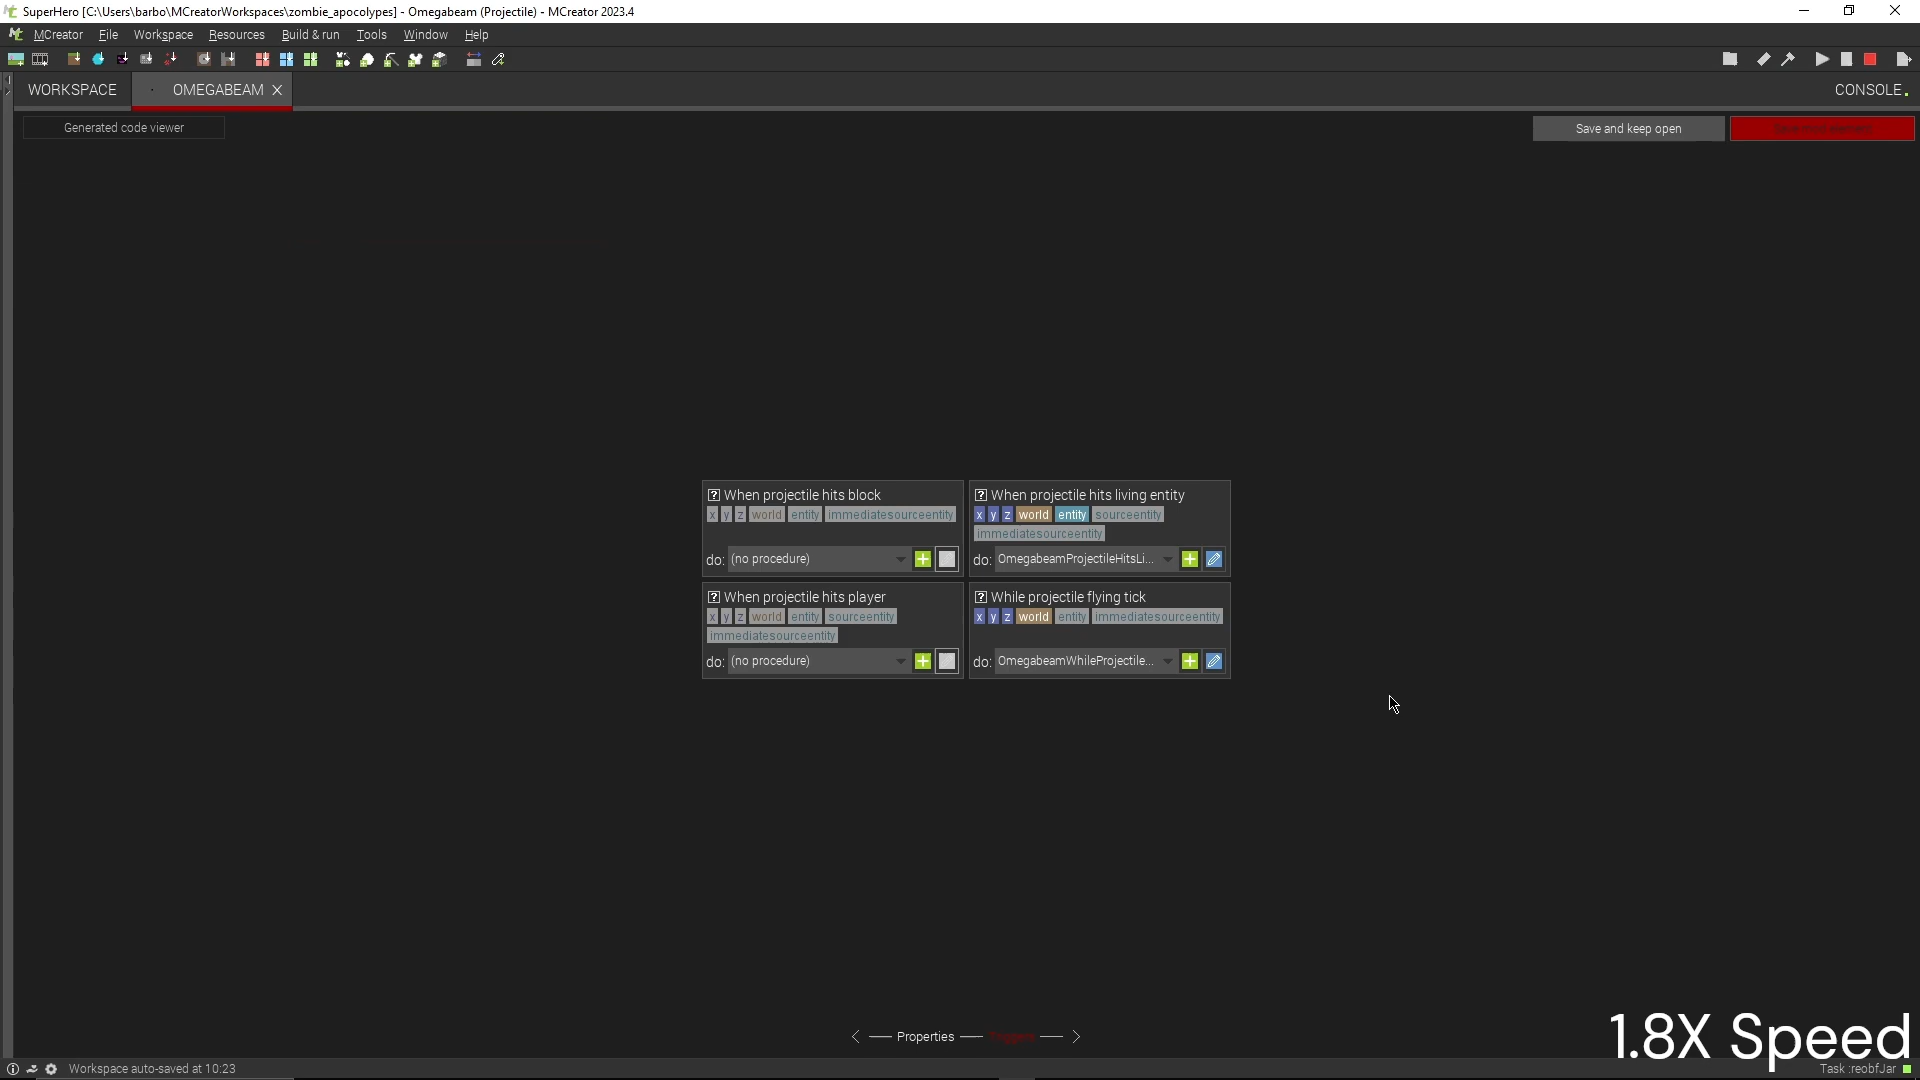 SuperHero [C:\Users\barbo\MCreatorWorkspaces\zombie_apocolypes] - Omegabeam (Projectile) - MCreator 2023.4
MCreator File Workspace Resources Build & run Tools Window Help
WORKSPACE OMEGABEAM CONSOLE.
Generated code viewer
Save and keep open
Save mod element
When projectile hits block
x y z world entity immediatesourceentity
do: (no procedure)
When projectile hits living entity
x y z world entity sourceentity
immediatesourceentity
do: OmegabeamProjectileHitsLi...
When projectile hits player
x y z world entity sourceentity
immediatesourceentity
do: (no procedure)
While projectile flying tick
x y z world entity immediatesourceentity
do: OmegabeamWhileProjectile...
Properties Triggers
1.8X Speed
Workspace auto-saved at 10:23
Task :reobfJar